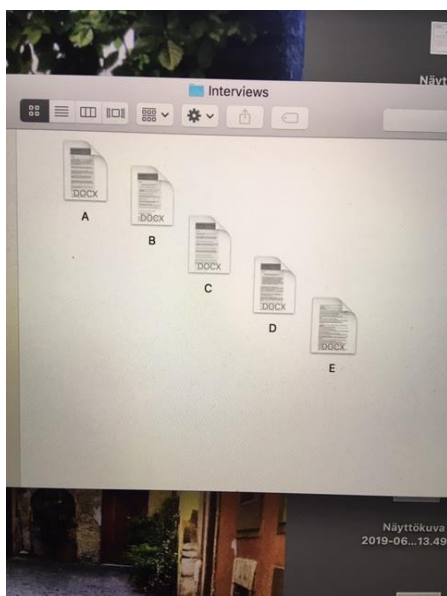 Näyt
Interviews
DOCX
A
DOCX
B
DOCX
C
DOCX
D
DOCX
E
Näyttökuva
2019-06...13.49